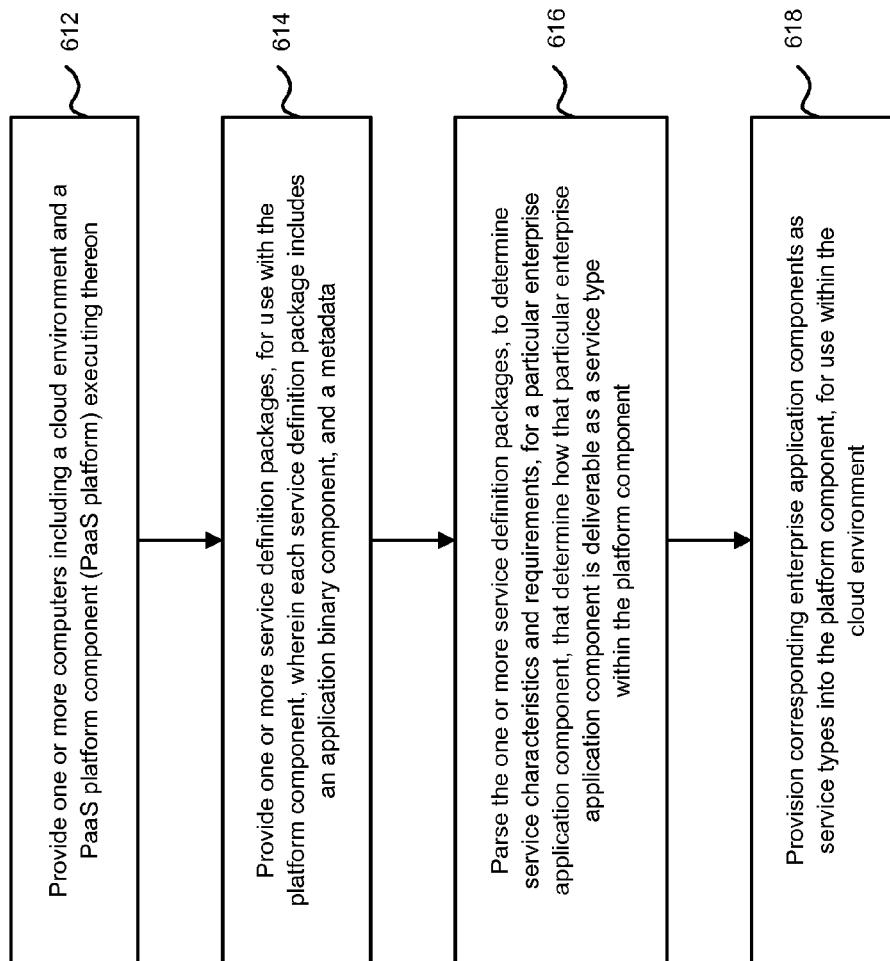 Provide one or more computers including a cloud environment and a
PaaS platform component (PaaS platform) executing thereon
612
Provide one or more service definition packages, for use with the
platform component, wherein each service definition package includes
an application binary component, and a metadata
614
Parse the one or more service definition packages, to determine
service characteristics and requirements, for a particular enterprise
application component, that determine how that particular enterprise
application component is deliverable as a service type
within the platform component
616
Provision corresponding enterprise application components as
service types into the platform component, for use within the
cloud environment
618